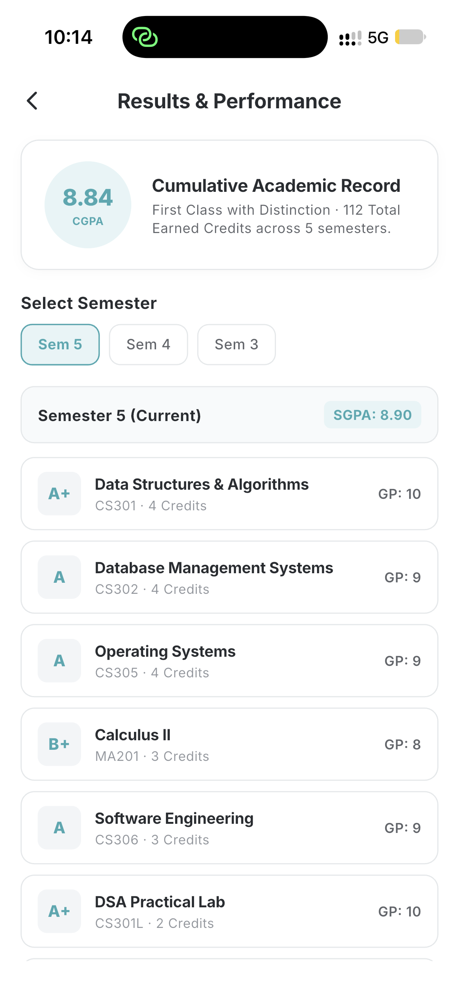 10:14
5G
Results & Performance
8.84
CGPA
Cumulative Academic Record
First Class with Distinction · 112 Total
Earned Credits across 5 semesters.
Select Semester
Sem 5
Sem 4
Sem 3
Semester 5 (Current)
SGPA: 8.90
A+
Data Structures & Algorithms
CS301 · 4 Credits
GP: 10
A
Database Management Systems
CS302 · 4 Credits
GP: 9
A
Operating Systems
CS305 · 4 Credits
GP: 9
B+
Calculus II
MA201 · 3 Credits
GP: 8
A
Software Engineering
CS306 · 3 Credits
GP: 9
A+
DSA Practical Lab
CS301L · 2 Credits
GP: 10